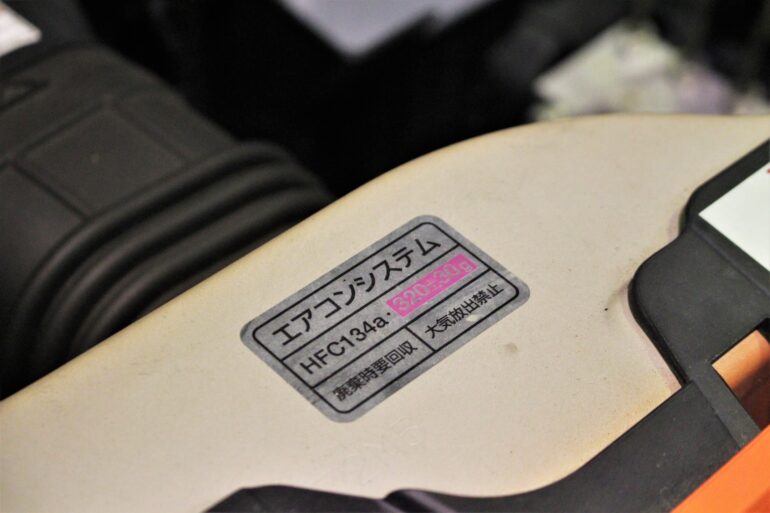 エアコンシステム
HFC134a・320±30g
廃棄時要回収 大気放出禁止